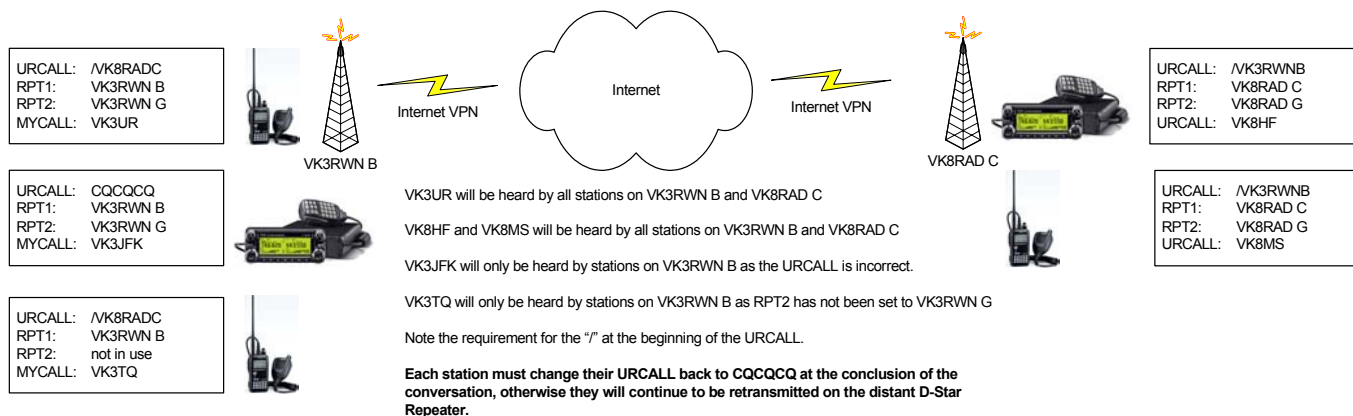 URCALL: /VK8RADC
RPT1: VK3RWN B
RPT2: VK3RWN G
MYCALL: VK3UR
VK3RWN B
Internet VPN
Internet
Internet VPN
VK8RAD C
URCALL: /VK3RWNB
RPT1: VK8RAD C
RPT2: VK8RAD G
URCALL: VK8HF
URCALL: CQCQCQ
RPT1: VK3RWN B
RPT2: VK3RWN G
MYCALL: VK3JFK
URCALL: /VK3RWNB
RPT1: VK8RAD C
RPT2: VK8RAD G
URCALL: VK8MS
URCALL: /VK8RADC
RPT1: VK3RWN B
RPT2: not in use
MYCALL: VK3TQ
VK3UR will be heard by all stations on VK3RWN B and VK8RAD C
VK8HF and VK8MS will be heard by all stations on VK3RWN B and VK8RAD C
VK3JFK will only be heard by stations on VK3RWN B as the URCALL is incorrect.
VK3TQ will only be heard by stations on VK3RWN B as RPT2 has not been set to VK3RWN G
Note the requirement for the “/” at the beginning of the URCALL.
Each station must change their URCALL back to CQCQCQ at the conclusion of the
conversation, otherwise they will continue to be retransmitted on the distant D-Star
Repeater.